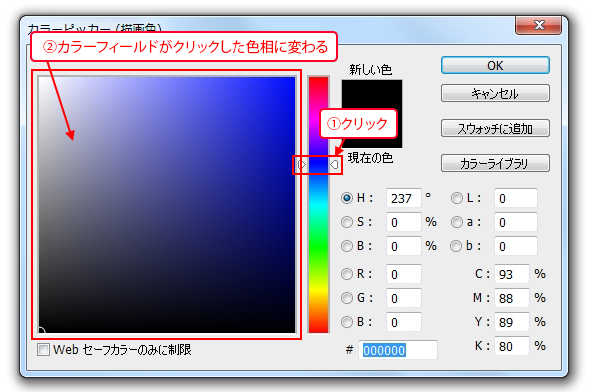 カラーピッカー (描画色)
②カラーフィールドがクリックした色相に変わる
新しい色
①クリック
現在の色
OK
キャンセル
スウォッチに追加
カラーライブラリ
H : 237 °
S : 0 %
B : 0 %
R : 0
G : 0
B : 0
# 000000
L : 0
a : 0
b : 0
C : 93 %
M : 88 %
Y : 89 %
K : 80 %
Web セーフカラーのみに制限